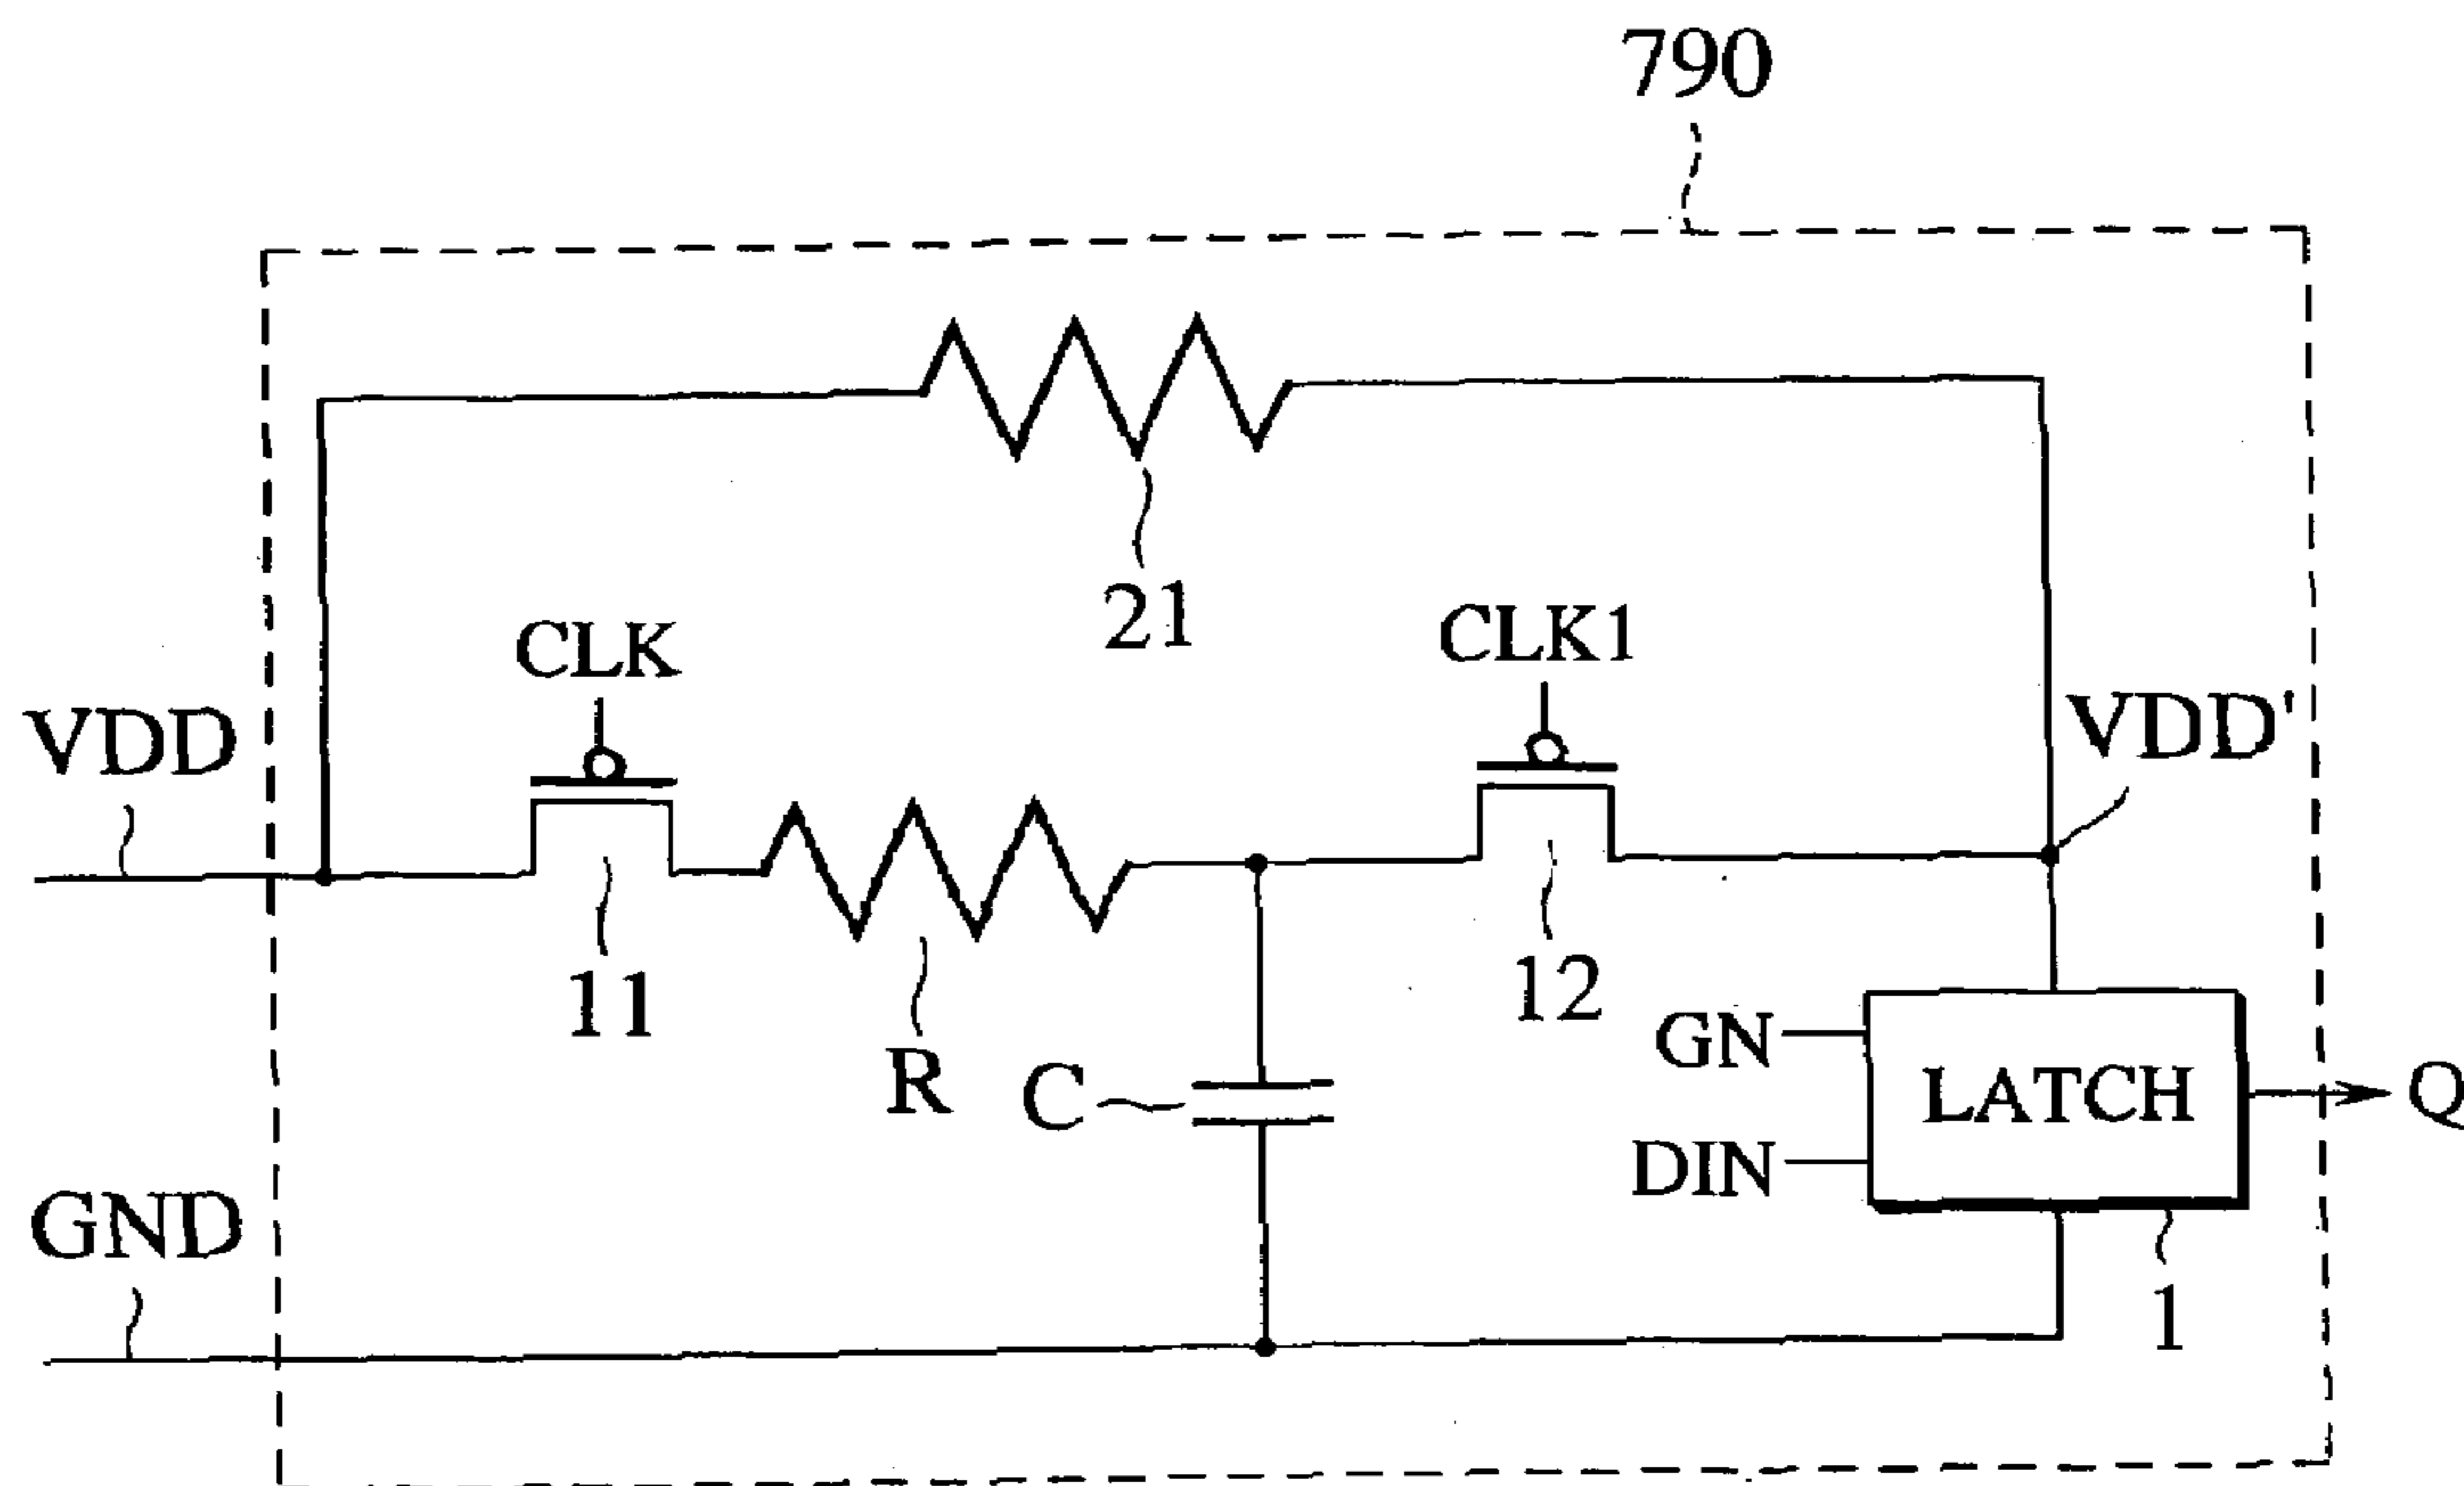 790
21
CLK
CLK1
VDD
VDD'
11
12
R
C
GN
LATCH
Q
DIN
GND
1